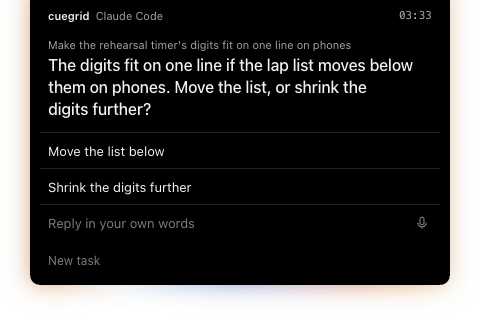 cuegrid Claude Code 03:33
Make the rehearsal timer's digits fit on one line on phones
The digits fit on one line if the lap list moves below
them on phones. Move the list, or shrink the
digits further?
Move the list below
Shrink the digits further
Reply in your own words
New task